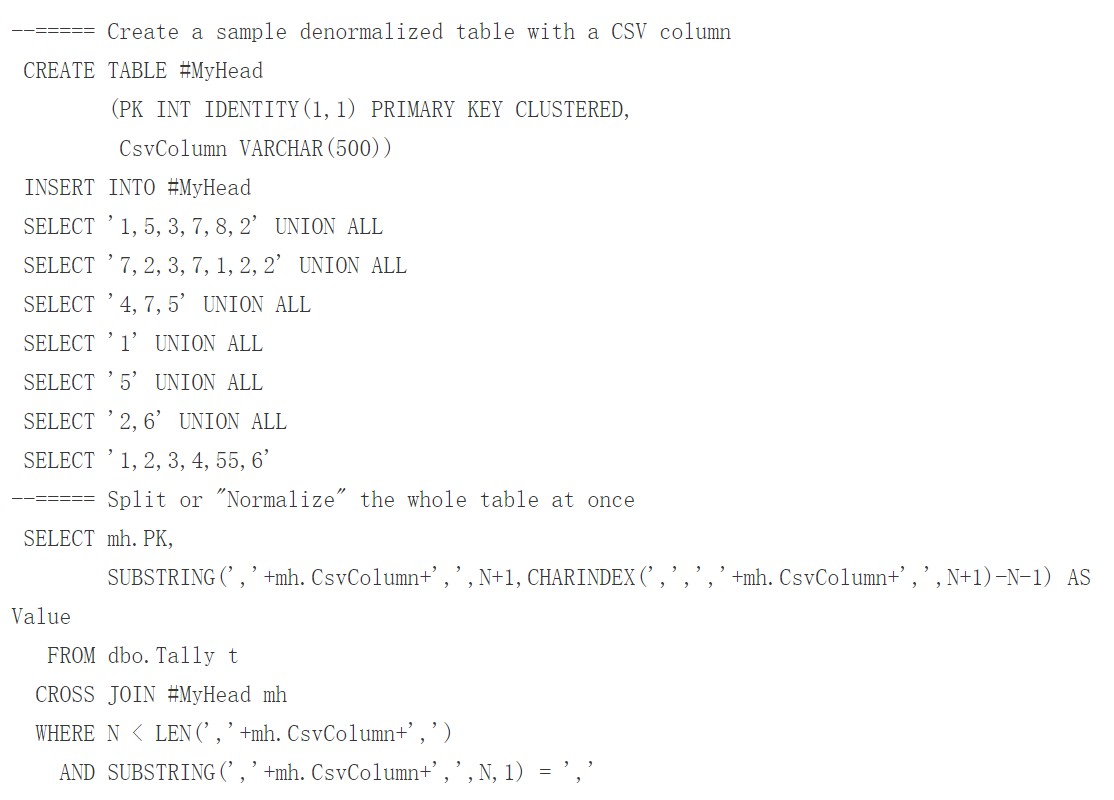 --===== Create a sample denormalized table with a CSV column
CREATE TABLE #MyHead
(PK INT IDENTITY(1,1) PRIMARY KEY CLUSTERED,
CsvColumn VARCHAR(500))
INSERT INTO #MyHead
SELECT '1,5,3,7,8,2' UNION ALL
SELECT '7,2,3,7,1,2,2' UNION ALL
SELECT '4,7,5' UNION ALL
SELECT '1' UNION ALL
SELECT '5' UNION ALL
SELECT '2,6' UNION ALL
SELECT '1,2,3,4,55,6'
--===== Split or "Normalize" the whole table at once
SELECT mh.PK,
SUBSTRING(','+mh.CsvColumn+',',N+1,CHARINDEX(',',','+mh.CsvColumn+',',N+1)-N-1) AS
Value
FROM dbo.Tally t
CROSS JOIN #MyHead mh
WHERE N < LEN(','+mh.CsvColumn+',')
AND SUBSTRING(','+mh.CsvColumn+',',N,1) = ','